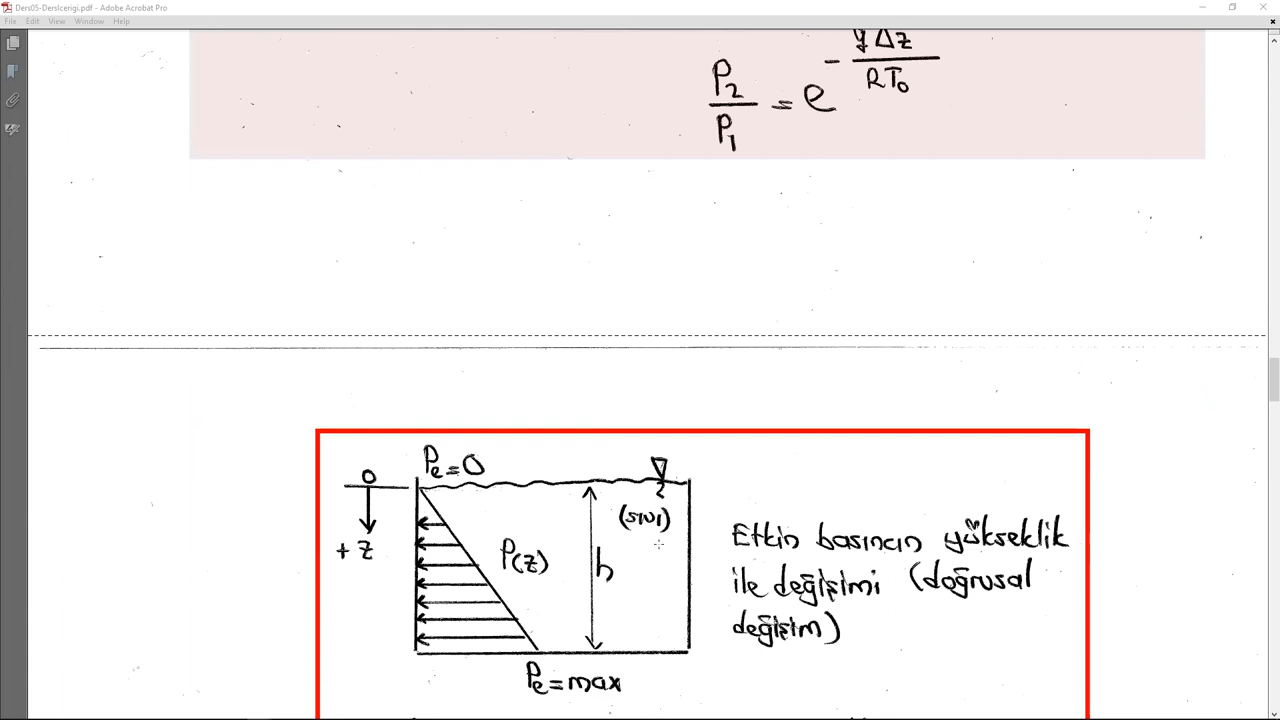 Ders05-DersIcerigi.pdf - Adobe Acrobat Pro
File Edit View Window Help
P2/P1 = e^(- gΔz/RT0)
Pe=0
0
+ z
(sıvı)
P(z)
h
Pe=max
Etkin basıncın yükseklik
ile değişimi (doğrusal
değişim)